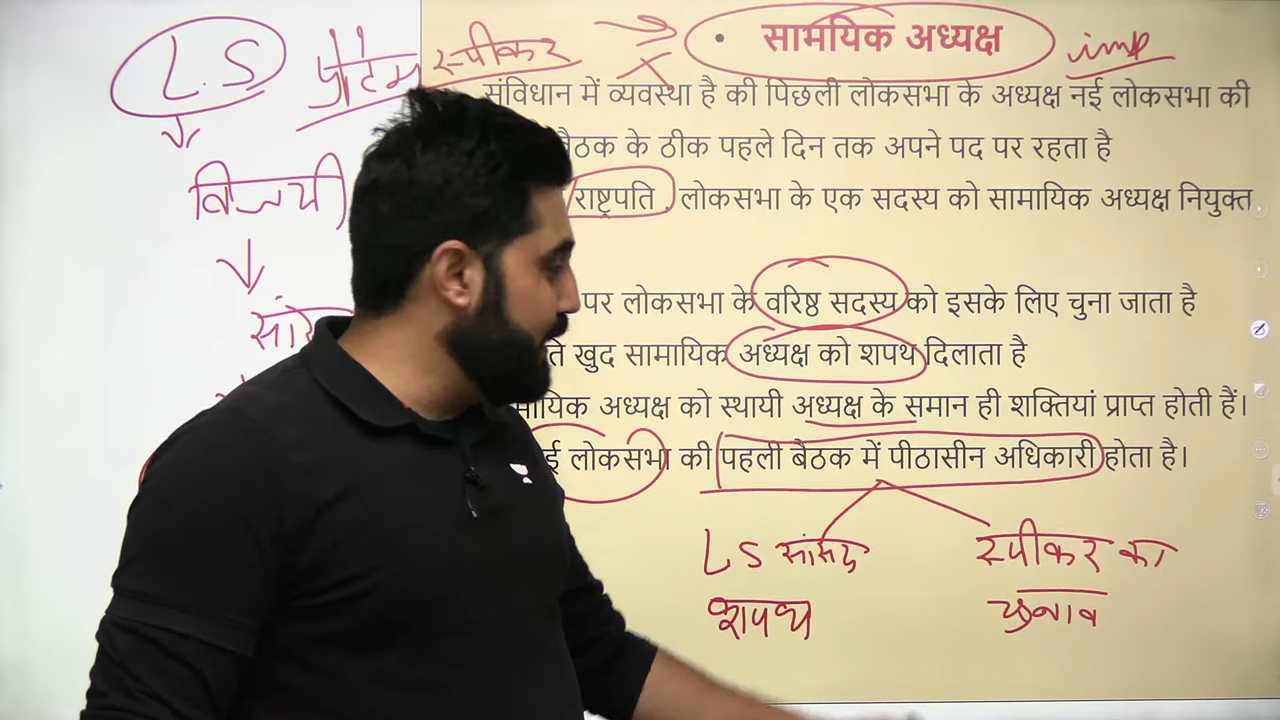 L.S प्रोटेम स्पीकर
• सामयिक अध्यक्ष imp
संविधान में व्यवस्था है की पिछली लोकसभा के अध्यक्ष नई लोकसभा की
बैठक के ठीक पहले दिन तक अपने पद पर रहता है
विजयी
राष्ट्रपति , लोकसभा के एक सदस्य को सामायिक अध्यक्ष नियुक्त
पर लोकसभा के वरिष्ठ सदस्य को इसके लिए चुना जाता है
खुद सामायिक अध्यक्ष को शपथ दिलाता है
अध्यक्ष को स्थायी अध्यक्ष के समान ही शक्तियां प्राप्त होती हैं।
लोकसभा की पहली बैठक में पीठासीन अधिकारी होता है।
LS सांसद
शपथ
स्पीकर का
चुनाव